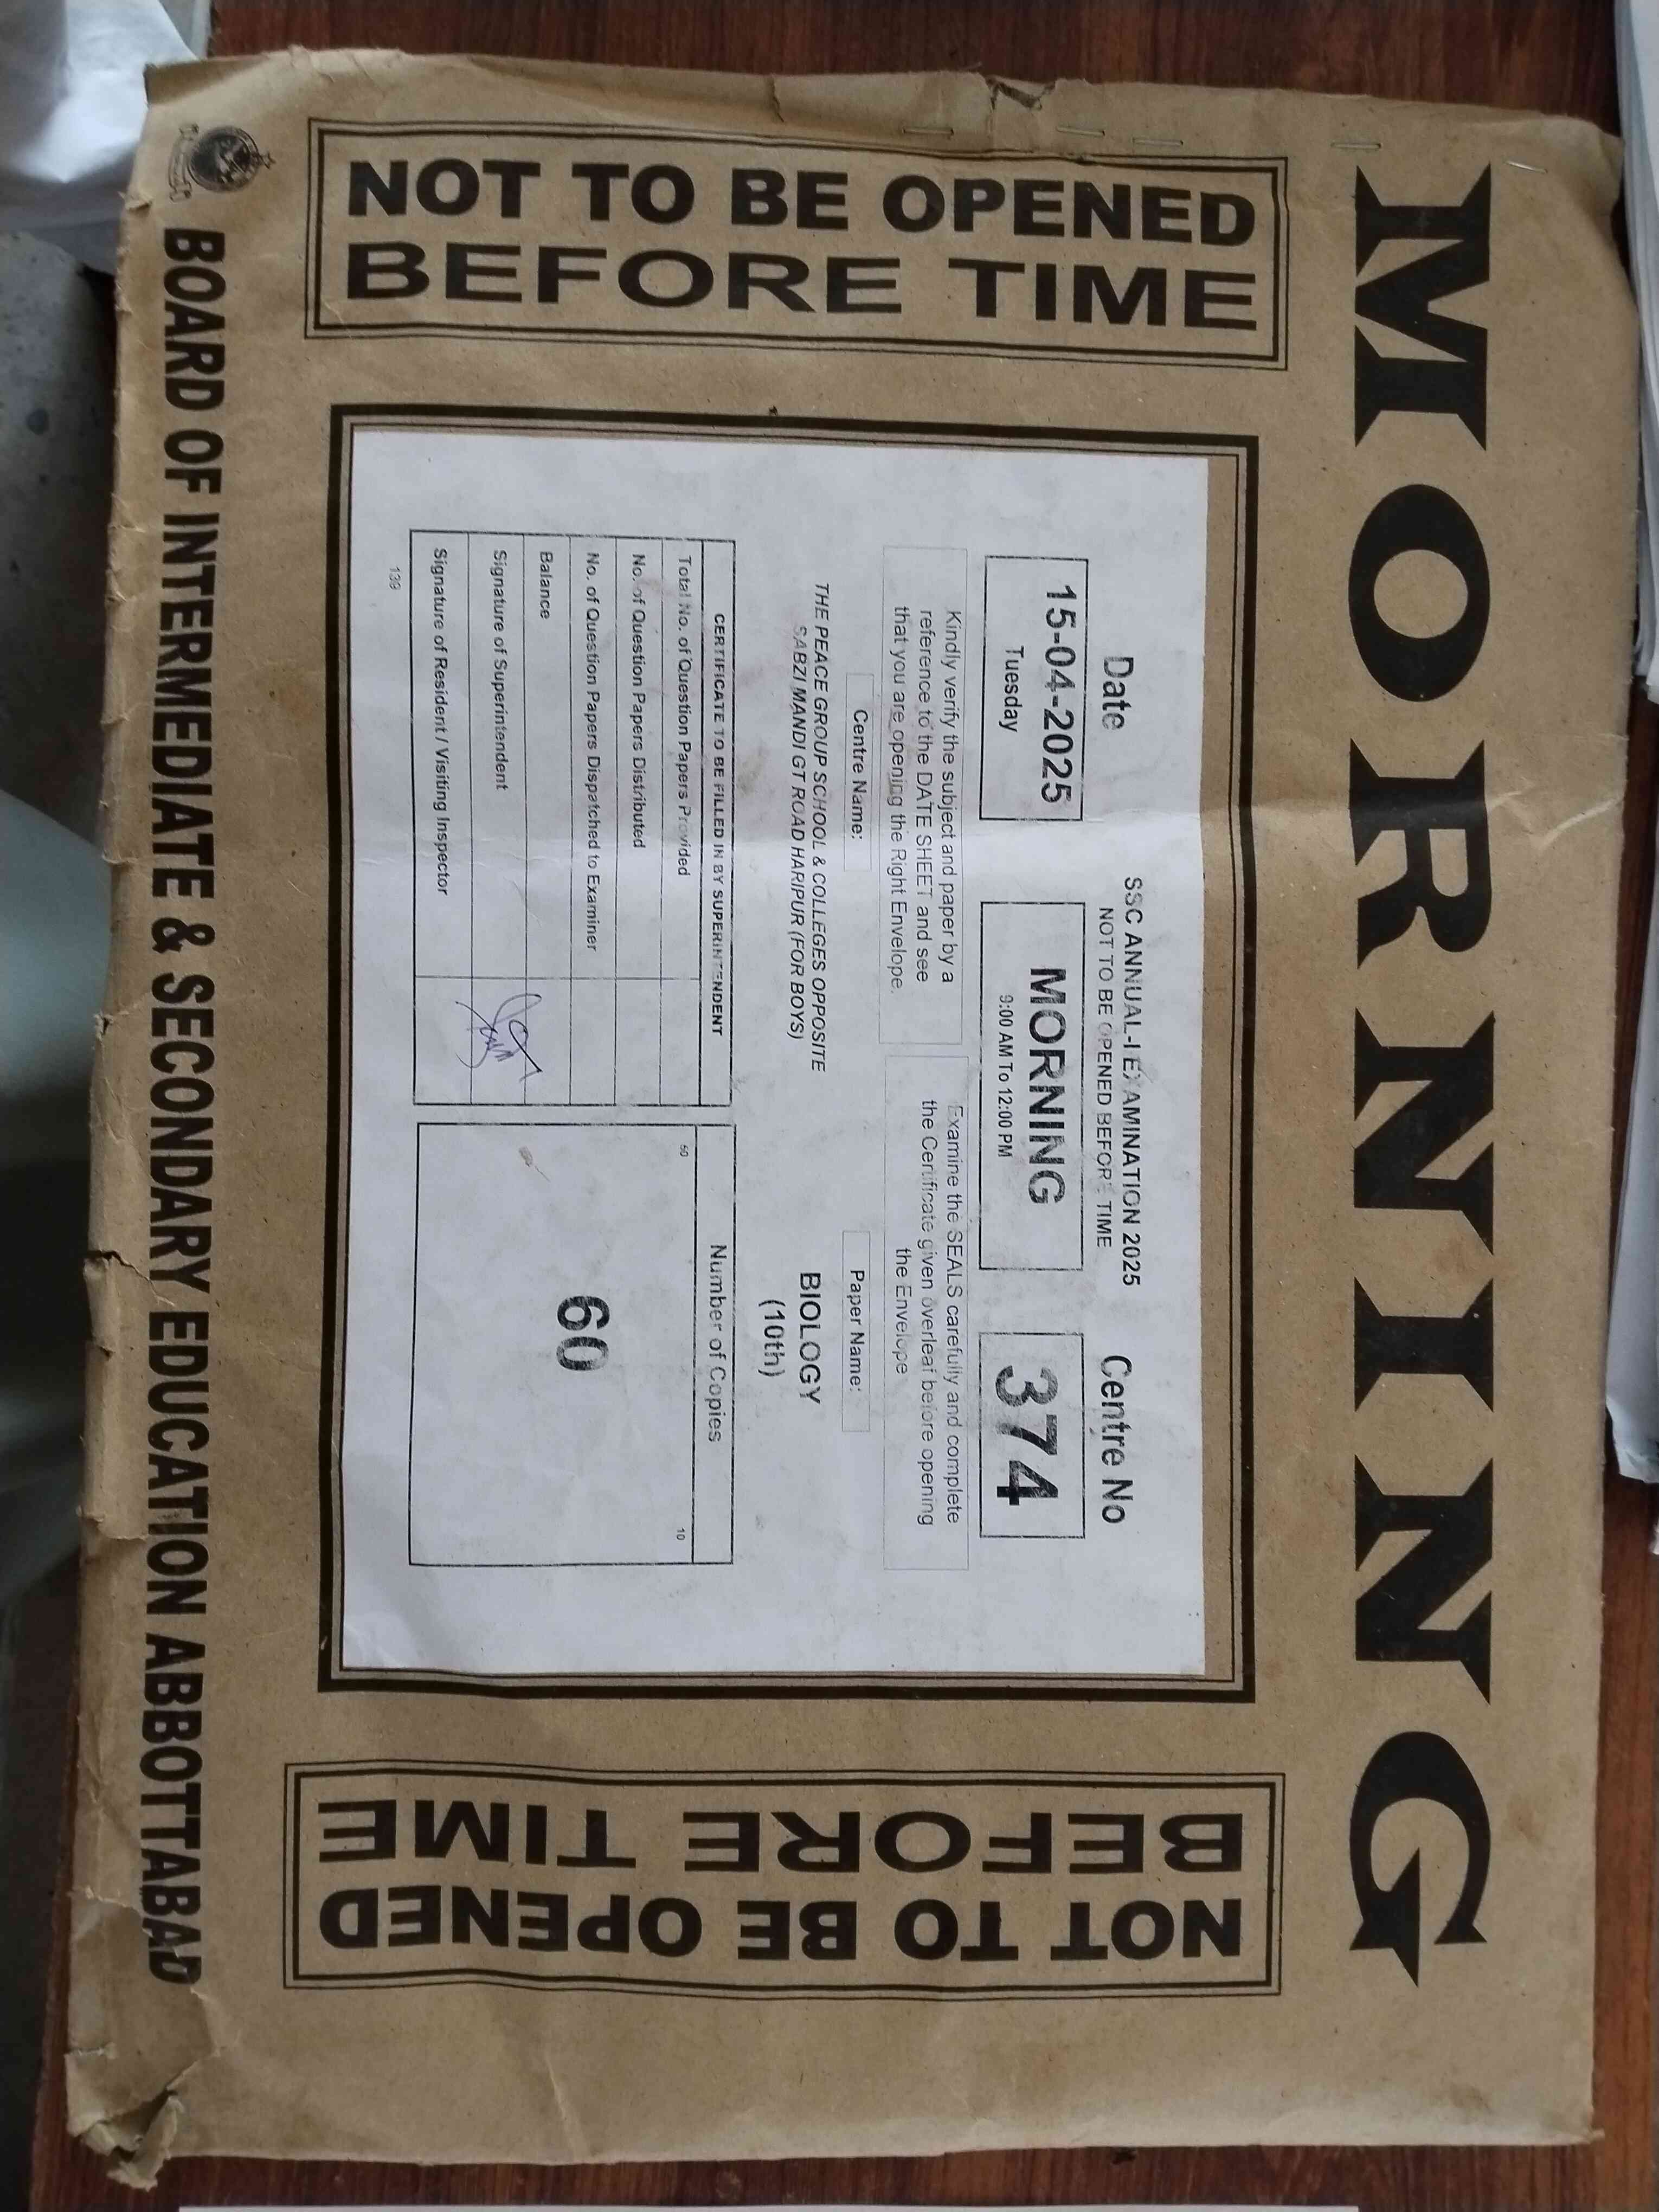 MORNING
NOT TO BE OPENED
BEFORE TIME
Date
15-04-2025
Tuesday
SSC ANNUAL-I EXAMINATION 2025
NOT TO BE OPENED BEFORE TIME
MORNING
9:00 AM To 12:00 PM
Centre No
374
Kindly verify the subject and paper by a
reference to the DATE SHEET and see
that you are opening the Right Envelope.
Examine the SEALS carefully and complete
the Certificate given overleaf before opening
the Envelope
Centre Name:
THE PEACE GROUP SCHOOL & COLLEGES OPPOSITE
SABZI MANDI GT ROAD HARIPUR (FOR BOYS)
Paper Name:
BIOLOGY
(10th)
CERTIFICATE TO BE FILLED IN BY SUPERINTENDENT
Total No. of Question Papers Provided
No. of Question Papers Distributed
No. of Question Papers Dispatched to Examiner
Balance
Signature of Superintendent
Signature of Resident / Visiting Inspector
139
Number of Copies
50
10
60
NOT TO BE OPENED
BEFORE TIME
BOARD OF INTERMEDIATE & SECONDARY EDUCATION ABBOTTABAD